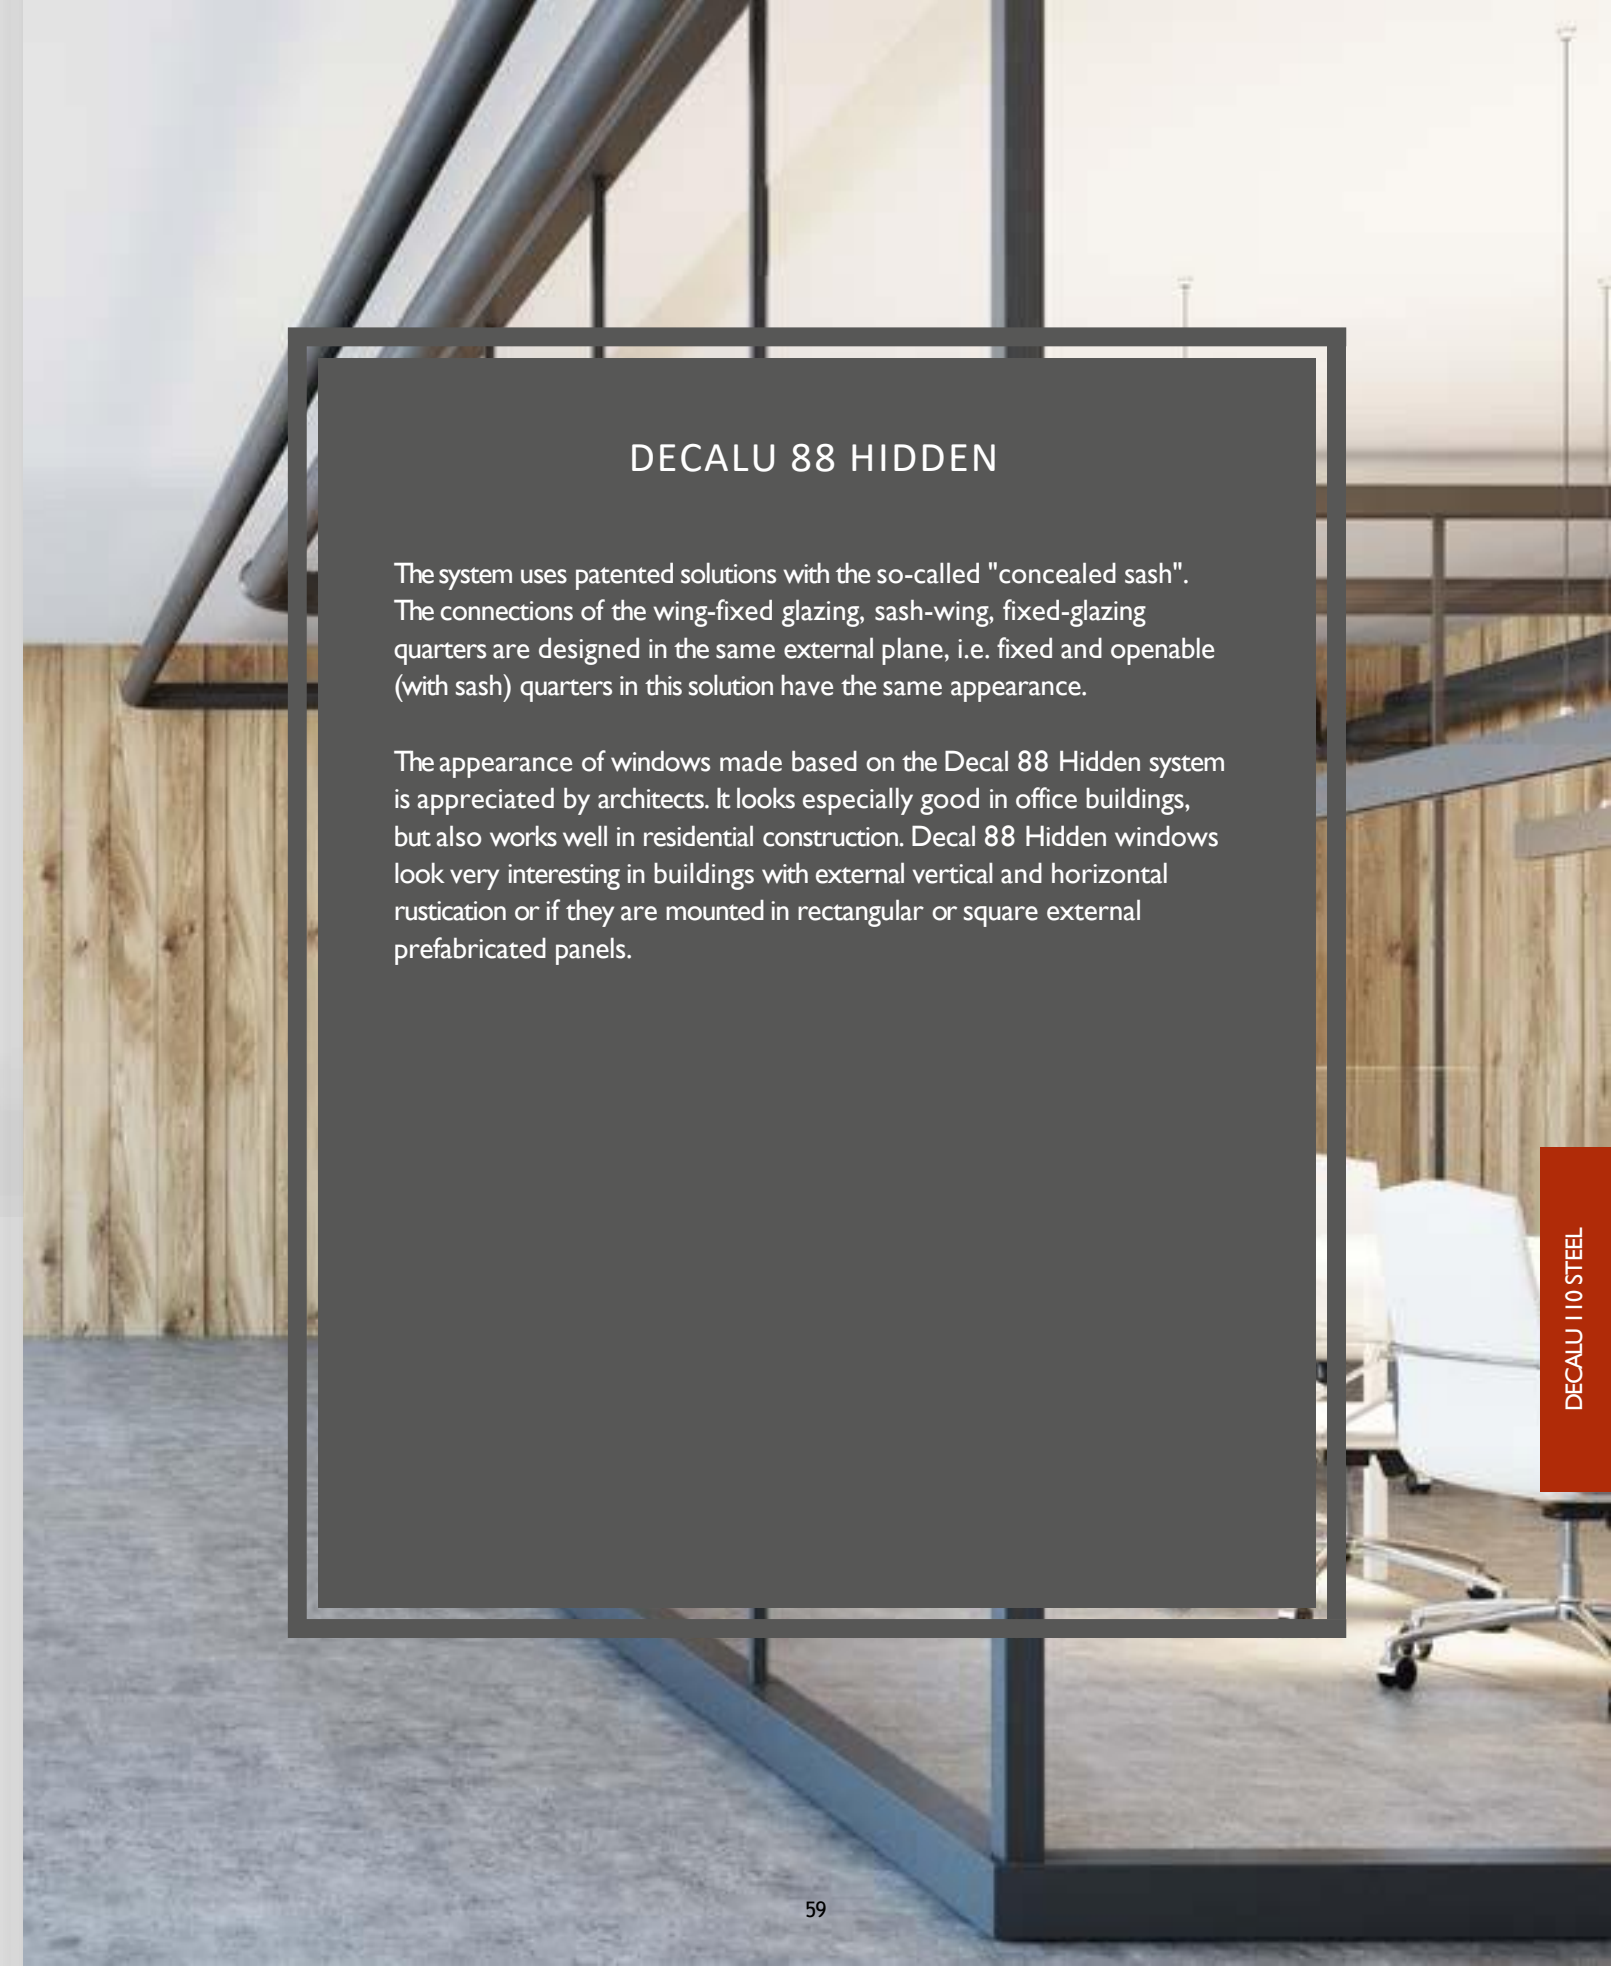 DECALU 88 HIDDEN
The system uses patented solutions with the so-called "concealed sash".
The connections of the wing-fixed glazing, sash-wing, fixed-glazing
quarters are designed in the same external plane, i.e. fixed and openable
(with sash) quarters in this solution have the same appearance.
The appearance of windows made based on the Decal 88 Hidden system
is appreciated by architects. It looks especially good in office buildings,
but also works well in residential construction. Decal 88 Hidden windows
look very interesting in buildings with external vertical and horizontal
rustication or if they are mounted in rectangular or square external
prefabricated panels.
DECALU 110 STEEL
59